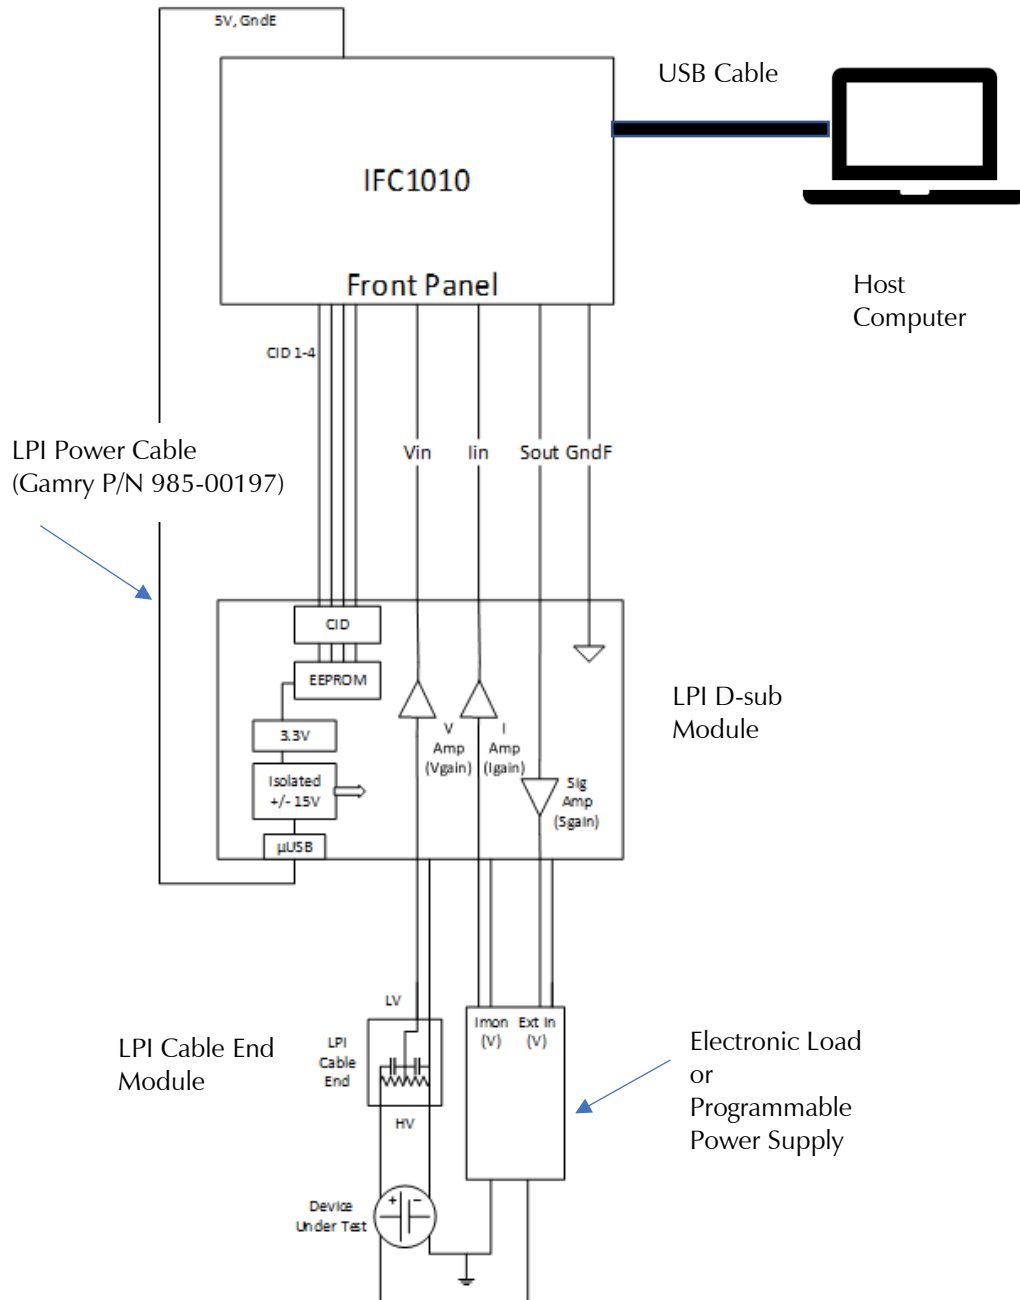 5V, GndE
USB Cable
IFC1010
Front Panel
Host
Computer
CID 1-4
LPI Power Cable
(Gamry P/N 985-00197)
Vin
Iin
Sout GndF
CID
EEPROM
3.3V
Isolated
+/- 15V
µUSB
V
Amp
(Vgain)
I
Amp
(Igain)
Sig
Amp
(Sgain)
LPI D-sub
Module
LV
LPI
Cable
End
HV
LPI Cable End
Module
Imon
(V)
Ext In
(V)
Electronic Load
or
Programmable
Power Supply
Device
Under Test
+ −